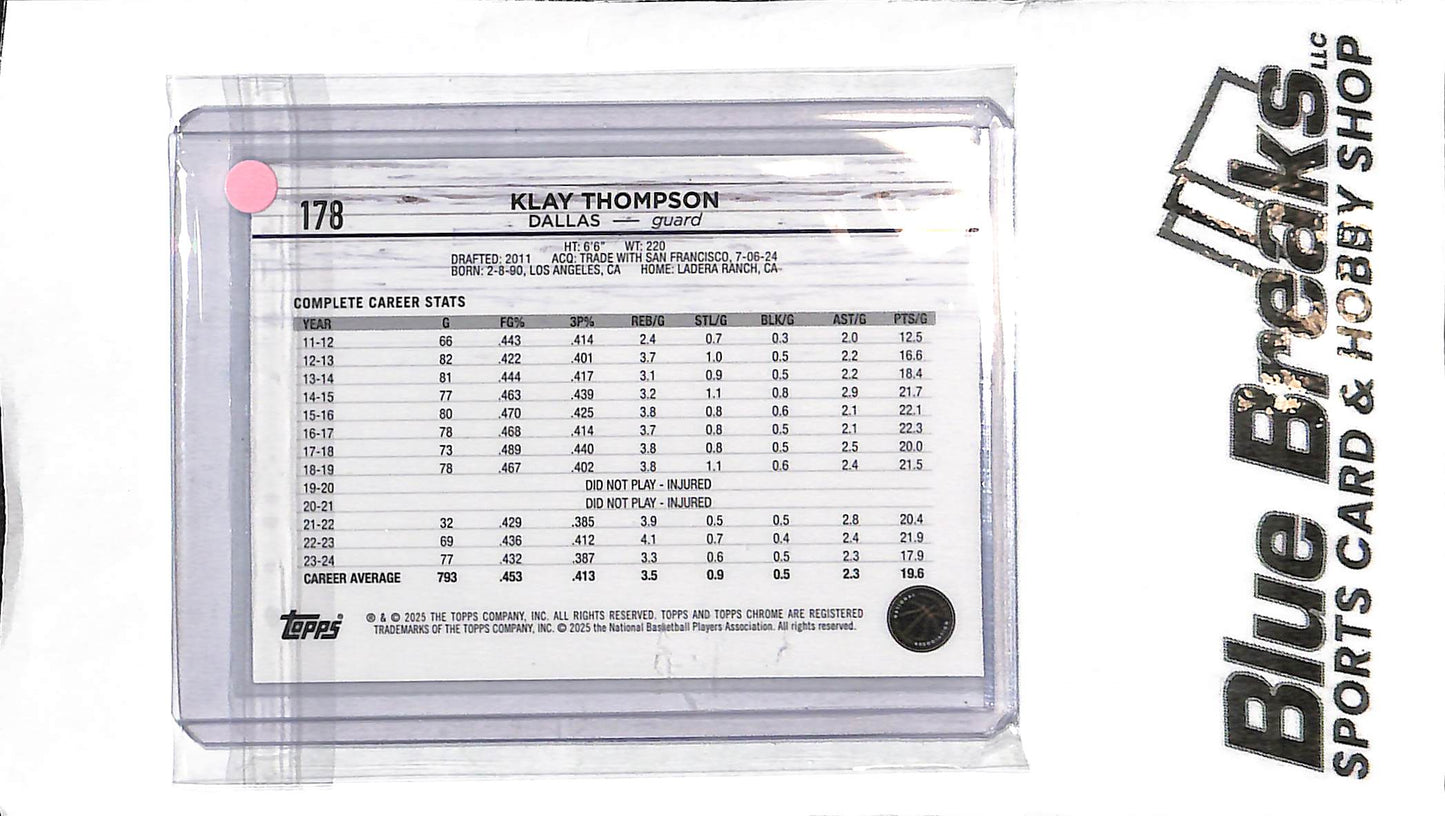 178
KLAY THOMPSON
DALLAS — guard
HT: 6'6" WT: 220
DRAFTED: 2011 ACQ: TRADE WITH SAN FRANCISCO, 7-06-24
BORN: 2-8-90, LOS ANGELES, CA HOME: LADERA RANCH, CA
COMPLETE CAREER STATS
YEAR G FG% 3P% REB/G STL/G BLK/G AST/G PTS/G
11-12 66 .443 .414 2.4 0.7 0.3 2.0 12.5
12-13 82 .422 .401 3.7 1.0 0.5 2.2 16.6
13-14 81 .444 .417 3.1 0.9 0.5 2.2 18.4
14-15 77 .463 .439 3.2 1.1 0.8 2.9 21.7
15-16 80 .470 .425 3.8 0.8 0.6 2.1 22.1
16-17 78 .468 .414 3.7 0.8 0.5 2.1 22.3
17-18 73 .489 .440 3.8 0.8 0.5 2.5 20.0
18-19 78 .467 .402 3.8 1.1 0.6 2.4 21.5
19-20 DID NOT PLAY - INJURED
20-21 DID NOT PLAY - INJURED
21-22 32 .429 .385 3.9 0.5 0.5 2.8 20.4
22-23 69 .436 .412 4.1 0.7 0.4 2.4 21.9
23-24 77 .432 .387 3.3 0.6 0.5 2.3 17.9
CAREER AVERAGE 793 .453 .413 3.5 0.9 0.5 2.3 19.6
topps®
® & © 2025 THE TOPPS COMPANY, INC. ALL RIGHTS RESERVED. TOPPS AND TOPPS CHROME ARE REGISTERED
TRADEMARKS OF THE TOPPS COMPANY, INC. © 2025 the National Basketball Players Association. All rights reserved.
Blue Breaks LLC
SPORTS CARD & HOBBY SHOP